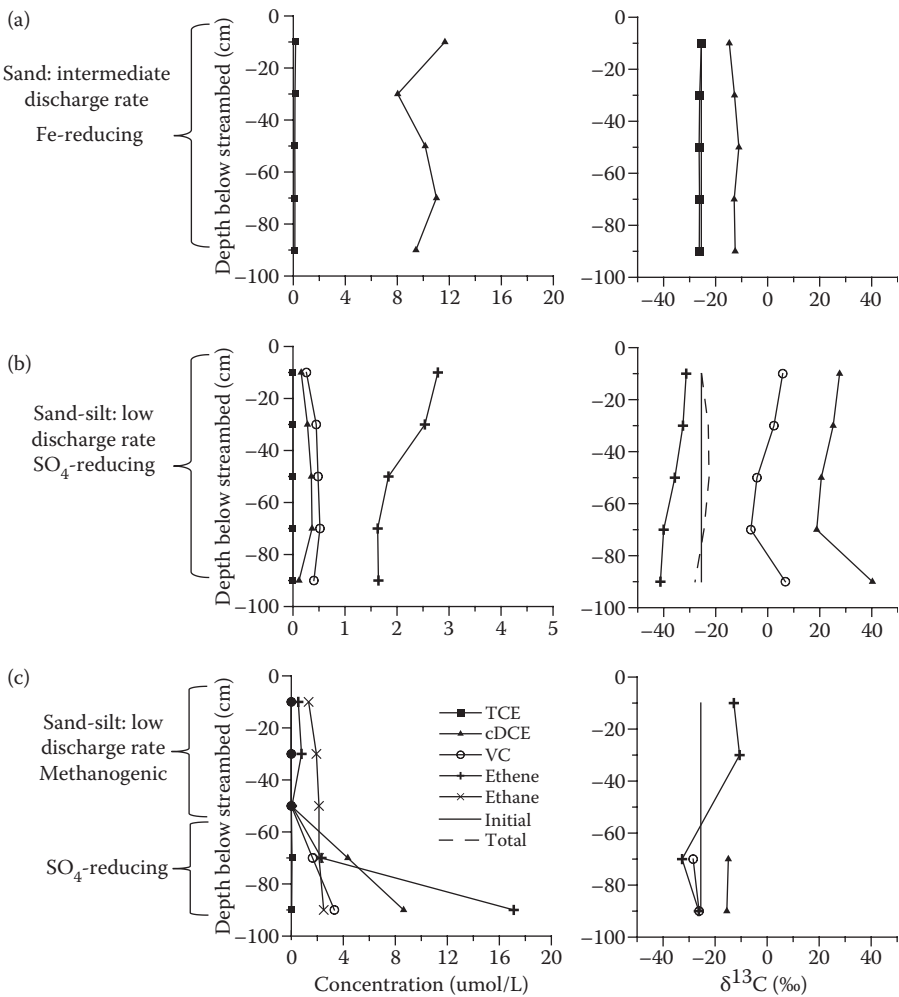 (a)
Sand: intermediate
discharge rate
Fe-reducing
Depth below streambed (cm)
0
−20
−40
−60
−80
−100
0 4 8 12 16 20
0
−20
−40
−60
−80
−100
−40 −20 0 20 40
(b)
Sand-silt: low
discharge rate
SO₄-reducing
Depth below streambed (cm)
0
−20
−40
−60
−80
−100
0 1 2 3 4 5
0
−20
−40
−60
−80
−100
−40 −20 0 20 40
(c)
Sand-silt: low
discharge rate
Methanogenic
SO₄-reducing
Depth below streambed (cm)
0
−20
−40
−60
−80
−100
0 4 8 12 16 20
Concentration (umol/L)
TCE
cDCE
VC
Ethene
Ethane
Initial
Total
0
−20
−40
−60
−80
−100
−40 −20 0 20 40
δ¹³C (‰)